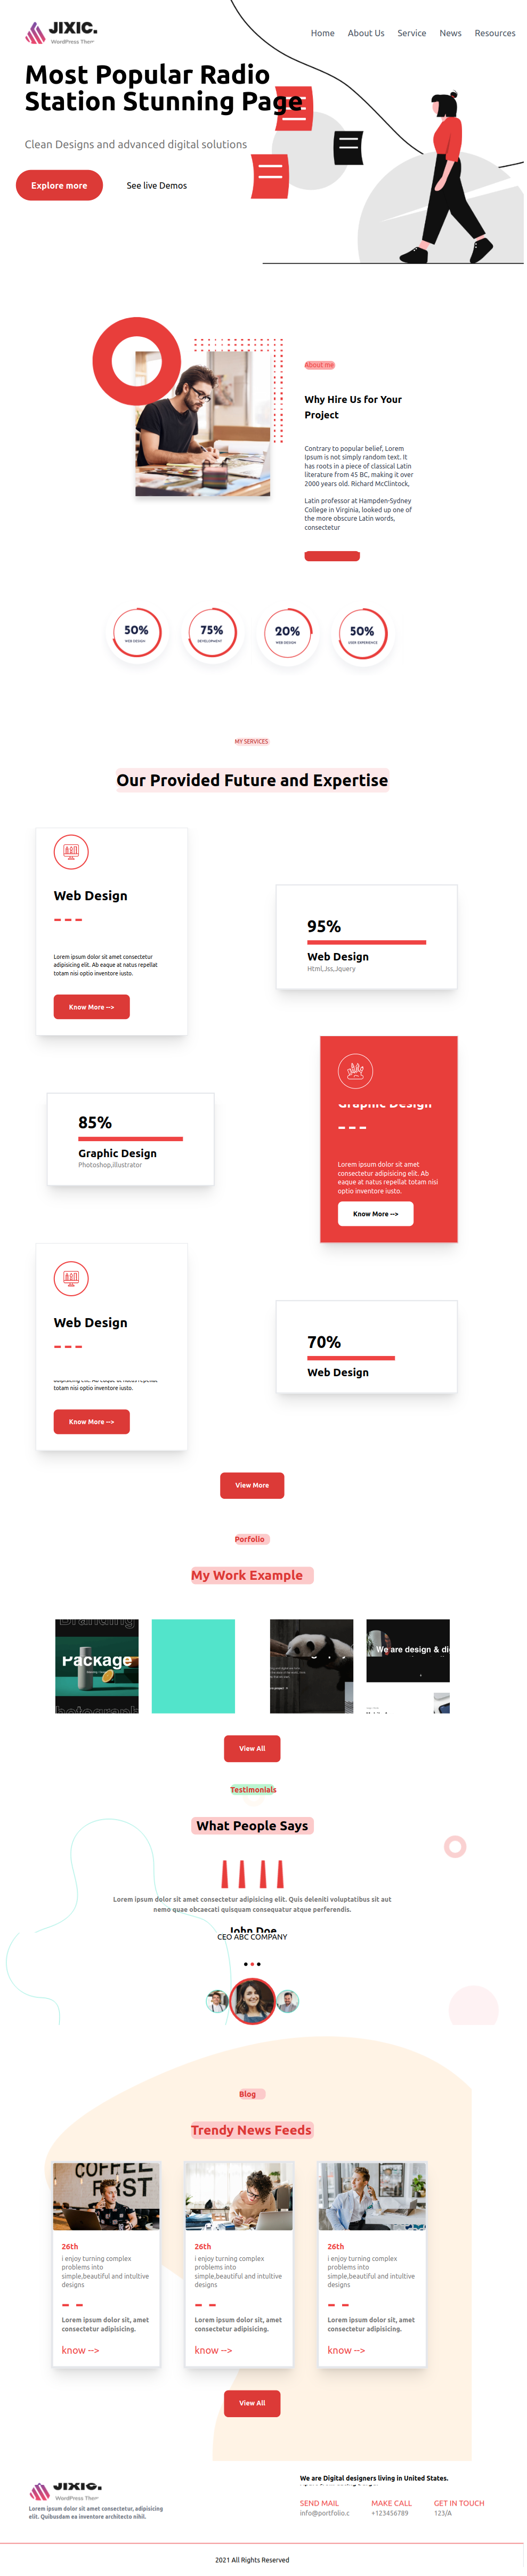 JIXIC.
WordPress Ther
Home About Us Service News Resources
Most Popular Radio
Station Stunning Page
Clean Designs and advanced digital solutions
Explore more
See live Demos
About me
Why Hire Us for Your
Project
Contrary to popular belief, Lorem
Ipsum is not simply random text. It
has roots in a piece of classical Latin
literature from 45 BC, making it over
2000 years old. Richard McClintock,
Latin professor at Hampden-Sydney
College in Virginia, looked up one of
the more obscure Latin words,
consectetur
50%
WEB DESIGN
75%
DEVELOPMENT
20%
WEB DESIGN
50%
USER EXPERIENCE
MY SERVICES
Our Provided Future and Expertise
Web Design
Lorem ipsum dolor sit amet consectetur
adipisicing elit. Ab eaque at natus repellat
totam nisi optio inventore iusto.
Know More -->
95%
Web Design
Html,Jss,Jquery
85%
Graphic Design
Photoshop,illustrator
Graphic Design
Lorem ipsum dolor sit amet
consectetur adipisicing elit. Ab
eaque at natus repellat totam nisi
optio inventore iusto.
Know More -->
Web Design
adipisicing elit. Ab eaque at natus repellat
totam nisi optio inventore iusto.
Know More -->
70%
Web Design
View More
Porfolio
My Work Example
Branding
Package
Photography
We are design & di
View All
Testimonials
What People Says
Lorem ipsum dolor sit amet consectetur adipisicing elit. Quis deleniti voluptatibus sit aut
nemo quae obcaecati quisquam consequatur atque perferendis.
John Doe
CEO ABC COMPANY
Blog
Trendy News Feeds
COFFEE
FIRST
26th
i enjoy turning complex
problems into
simple,beautiful and intuitive
designs
Lorem ipsum dolor sit, amet
consectetur adipisicing.
know -->
26th
i enjoy turning complex
problems into
simple,beautiful and intuitive
designs
Lorem ipsum dolor sit, amet
consectetur adipisicing.
know -->
26th
i enjoy turning complex
problems into
simple,beautiful and intuitive
designs
Lorem ipsum dolor sit, amet
consectetur adipisicing.
know -->
View All
JIXIC.
WordPress Ther
Lorem ipsum dolor sit amet consectetur, adipisicing
elit. Quibusdam ea inventore architecto nihil.
We are Digital designers living in United States.
SEND MAIL
info@portfolio.c
MAKE CALL
+123456789
GET IN TOUCH
123/A
2021 All Rights Reserved